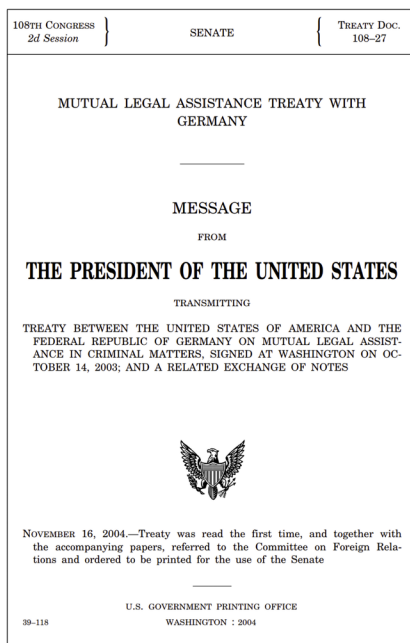 108TH CONGRESS
2d Session
SENATE
TREATY DOC.
108–27
MUTUAL LEGAL ASSISTANCE TREATY WITH
GERMANY
MESSAGE
FROM
THE PRESIDENT OF THE UNITED STATES
TRANSMITTING
TREATY BETWEEN THE UNITED STATES OF AMERICA AND THE
FEDERAL REPUBLIC OF GERMANY ON MUTUAL LEGAL ASSIST-
ANCE IN CRIMINAL MATTERS, SIGNED AT WASHINGTON ON OC-
TOBER 14, 2003; AND A RELATED EXCHANGE OF NOTES
NOVEMBER 16, 2004.—Treaty was read the first time, and together with
the accompanying papers, referred to the Committee on Foreign Rela-
tions and ordered to be printed for the use of the Senate
U.S. GOVERNMENT PRINTING OFFICE
39–118
WASHINGTON : 2004